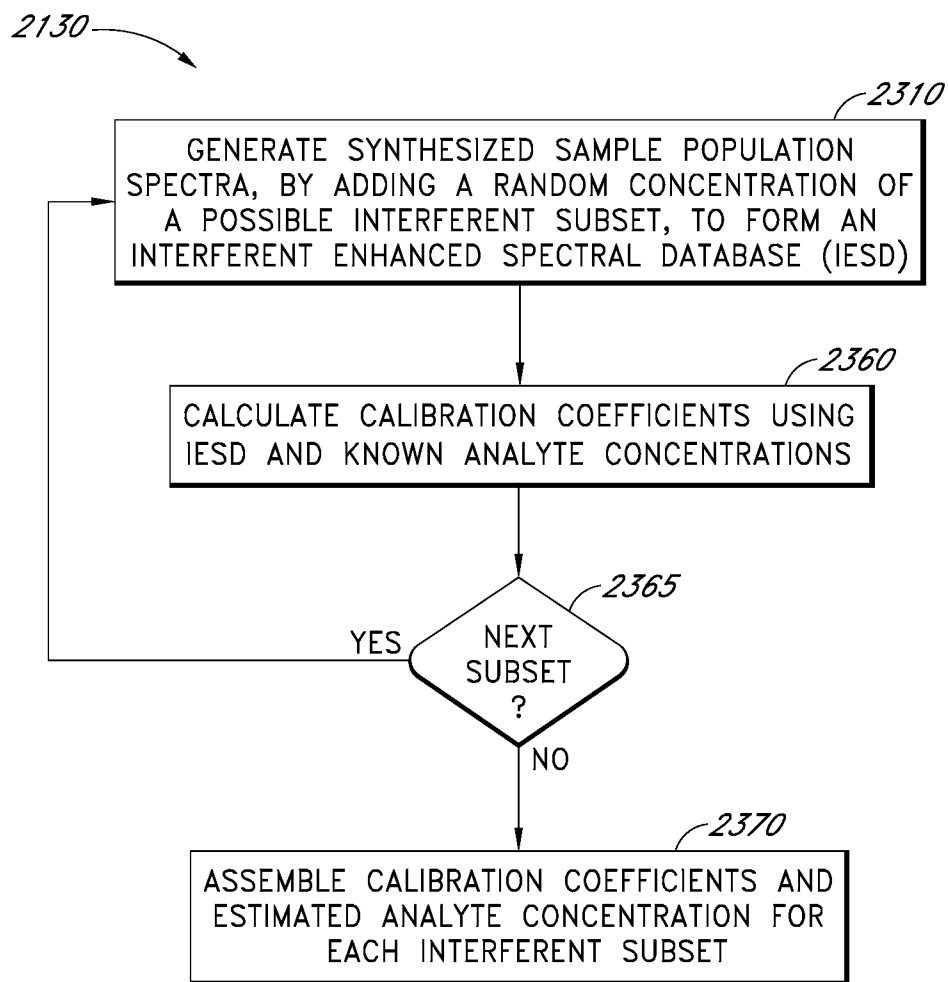 2130
2310
GENERATE SYNTHESIZED SAMPLE POPULATION
SPECTRA, BY ADDING A RANDOM CONCENTRATION OF
A POSSIBLE INTERFERENT SUBSET, TO FORM AN
INTERFERENT ENHANCED SPECTRAL DATABASE (IESD)
2360
CALCULATE CALIBRATION COEFFICIENTS USING
IESD AND KNOWN ANALYTE CONCENTRATIONS
2365
YES
NEXT
SUBSET
?
NO
2370
ASSEMBLE CALIBRATION COEFFICIENTS AND
ESTIMATED ANALYTE CONCENTRATION FOR
EACH INTERFERENT SUBSET